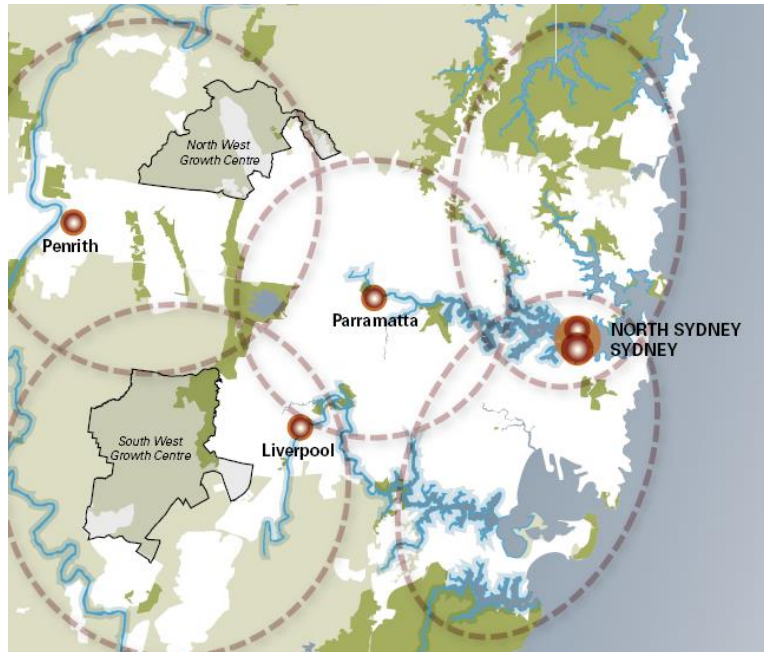 North West
Growth Centre
Penrith
Parramatta
NORTH SYDNEY
SYDNEY
South West
Growth Centre
Liverpool